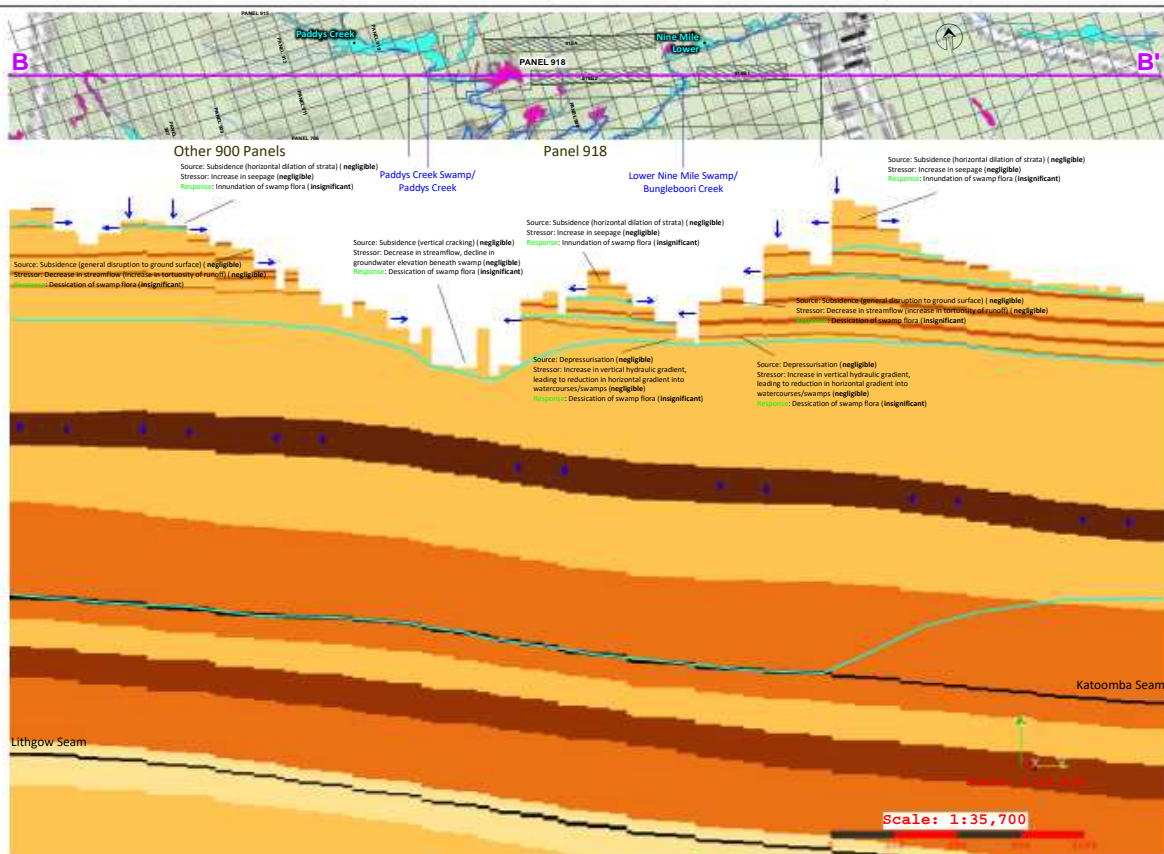 PANEL 915
Paddys Creek
Nine Mile
Lower
B
PANEL 918
B'
PANEL 706
Other 900 Panels
Panel 918
Source: Subsidence (horizontal dilation of strata) ( negligible)
Stressor: Increase in seepage (negligible)
Response: Innundation of swamp flora (insignificant)
Paddys Creek Swamp/
Paddys Creek
Lower Nine Mile Swamp/
Bungleboori Creek
Source: Subsidence (horizontal dilation of strata) ( negligible)
Stressor: Increase in seepage (negligible)
Response: Innundation of swamp flora (insignificant)
Source: Subsidence (horizontal dilation of strata) ( negligible)
Stressor: Increase in seepage (negligible)
Response: Innundation of swamp flora (insignificant)
Source: Subsidence (vertical cracking) (negligible)
Stressor: Decrease in streamflow, decline in
groundwater elevation beneath swamp (negligible)
Response: Dessication of swamp flora (insignificant)
Source: Subsidence (general disruption to ground surface) ( negligible)
Stressor: Decrease in streamflow (increase in tortuosity of runoff) ( negligible)
Response: Dessication of swamp flora (insignificant)
Source: Subsidence (general disruption to ground surface) ( negligible)
Stressor: Decrease in streamflow (increase in tortuosity of runoff) ( negligible)
Response: Dessication of swamp flora (insignificant)
Source: Depressurisation (negligible)
Stressor: Increase in vertical hydraulic gradient,
leading to reduction in horizontal gradient into
watercourses/swamps (negligible)
Response: Dessication of swamp flora (insignificant)
Source: Depressurisation (negligible)
Stressor: Increase in vertical hydraulic gradient,
leading to reduction in horizontal gradient into
watercourses/swamps (negligible)
Response: Dessication of swamp flora (insignificant)
Katoomba Seam
Lithgow Seam
Scale: 1:35,700